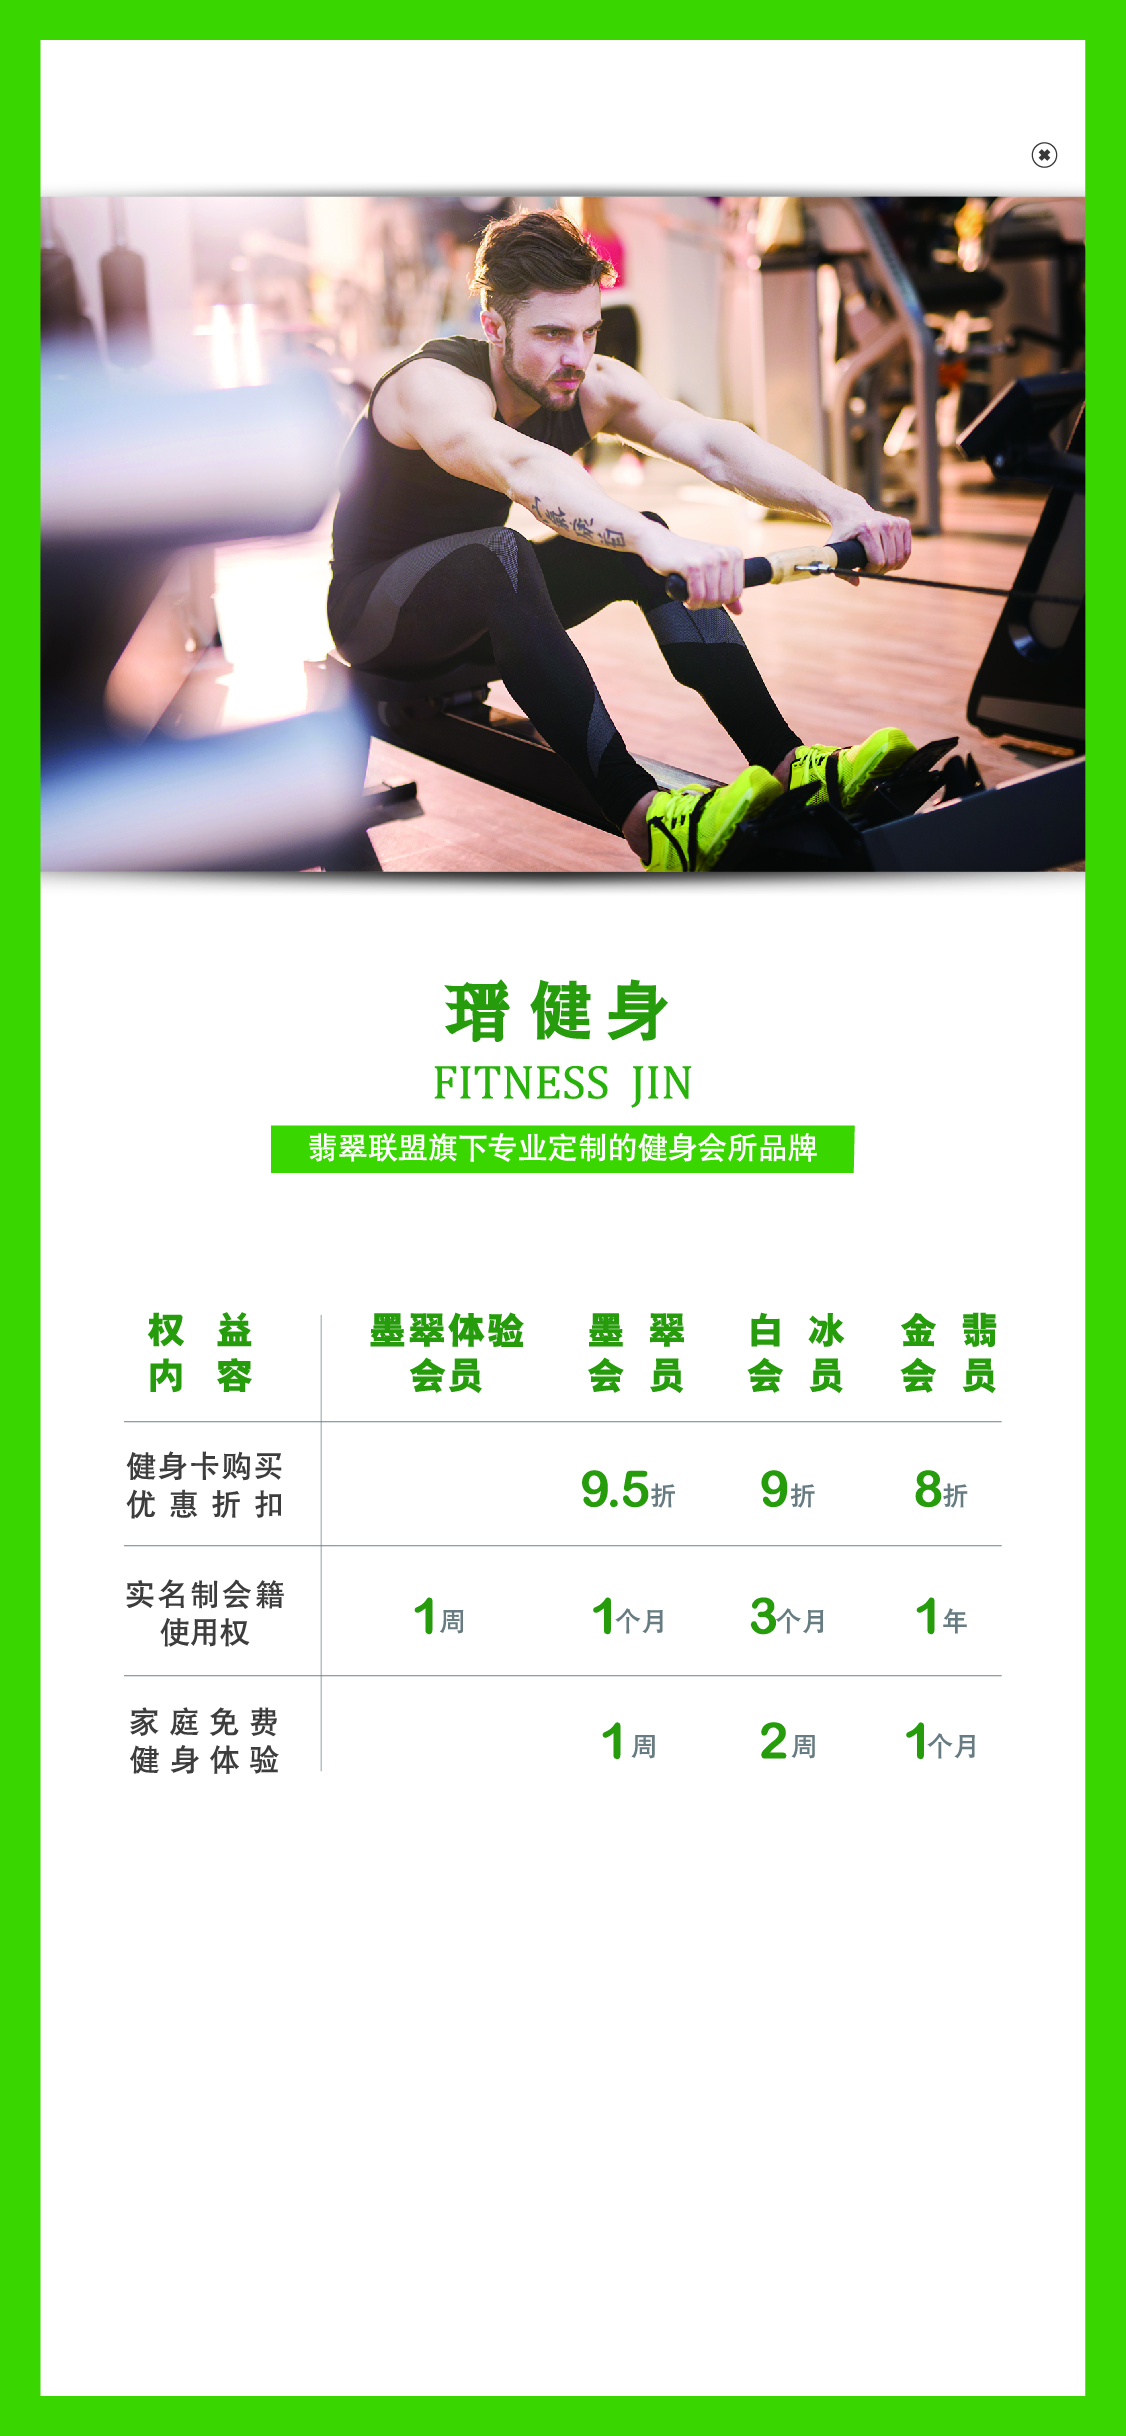 瑨健身
FITNESS JIN
翡翠联盟旗下专业定制的健身会所品牌
权益内容 墨翠体验会员 墨翠会员 白冰会员 金翡会员
健身卡购买优惠折扣 9.5折 9折 8折
实名制会籍使用权 1周 1个月 3个月 1年
家庭免费健身体验 1周 2周 1个月